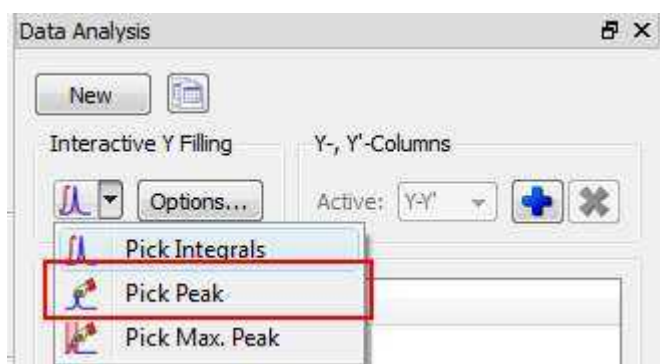 Data Analysis
New
Interactive Y Filling Y-, Y'-Columns
Options... Active: Y-Y'
Pick Integrals
Pick Peak
Pick Max. Peak